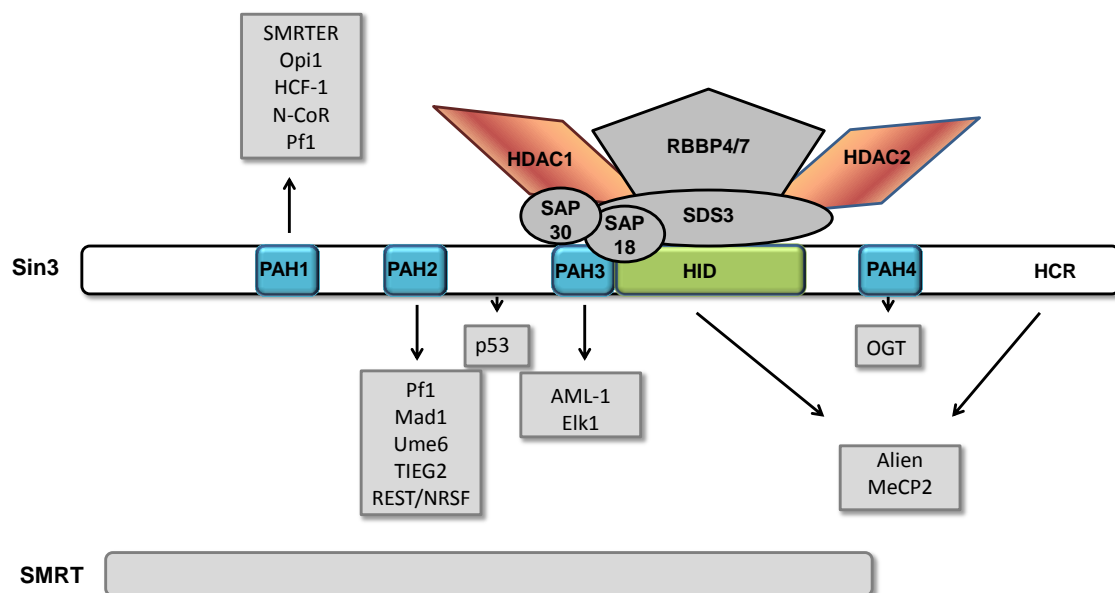 SMRTER
Opi1
HCF-1
N-CoR
Pf1
HDAC1
RBBP4/7
HDAC2
SAP
30
SAP
18
SDS3
Sin3
PAH1
PAH2
PAH3
HID
PAH4
HCR
p53
OGT
Pf1
Mad1
Ume6
TIEG2
REST/NRSF
AML-1
Elk1
Alien
MeCP2
SMRT